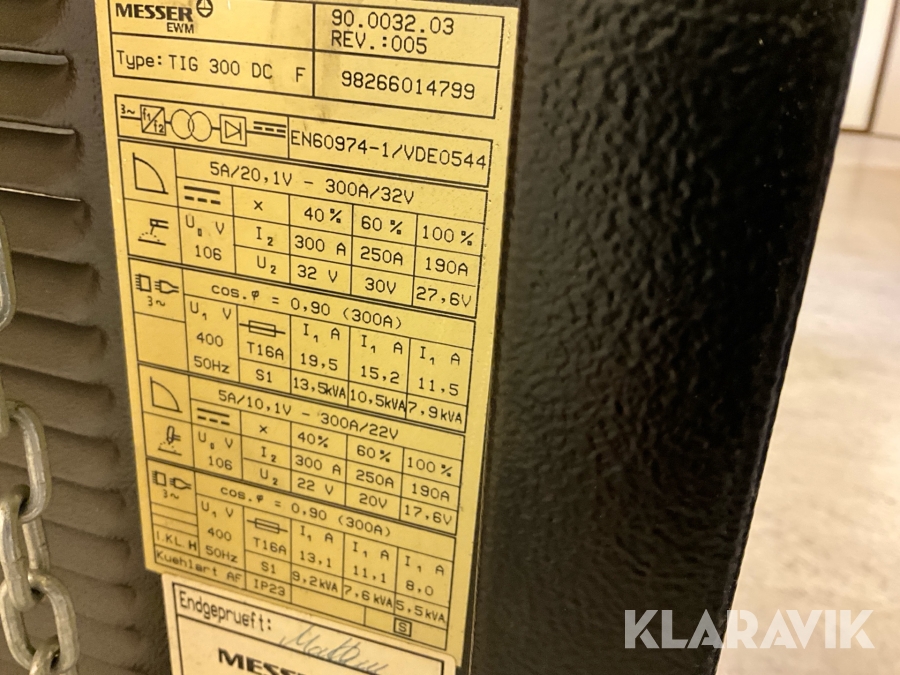 MESSER
EWM
90.0032.03
REV.:005
Type: TIG 300 DC F
98266014799
3~ f1/f2 EN60974-1/VDE0544
5A/20,1V - 300A/32V
x 40% 60% 100%
U0 V I2 300 A 250A 190A
106 U2 32 V 30V 27,6V
3~ cos.φ = 0,90 (300A)
U1 V I1 A I1 A I1 A
400 T16A 19,5 15,2 11,5
50Hz S1 13,5kVA 10,5kVA 7,9kVA
5A/10,1V - 300A/22V
x 40% 60% 100%
U0 V I2 300 A 250A 190A
106 U2 22 V 20V 17,6V
3~ cos.φ = 0,90 (300A)
U1 V I1 A I1 A I1 A
400 T16A 13,1 11,1 8,0
I.KL.H 50Hz S1 9,2kVA 7,6kVA 5,5kVA
Kuehlart AF IP23 S
Endgeprueft:
MESSER
KLARAVIK